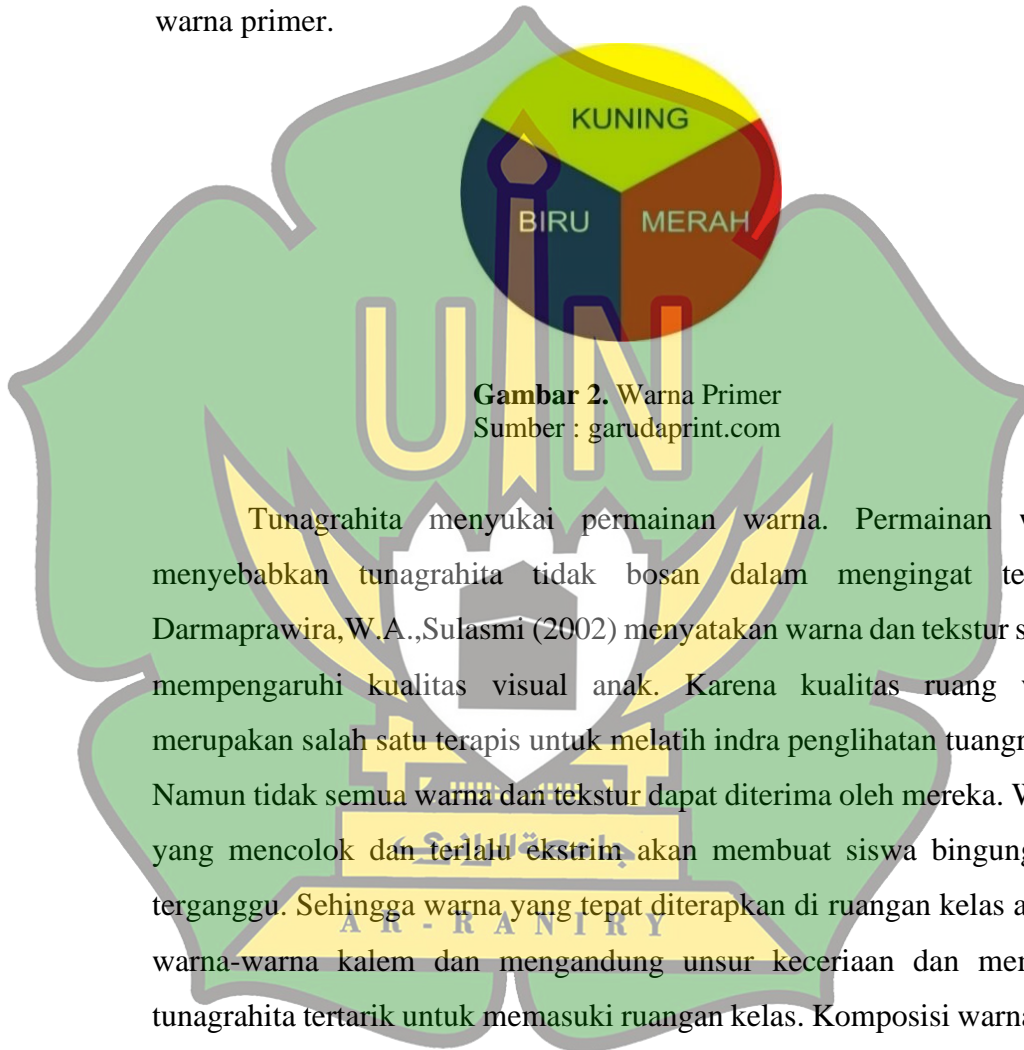 warna primer.
KUNING
BIRU MERAH
UIN
Gambar 2. Warna Primer
Sumber : garudaprint.com
Tunagrahita menyukai permainan warna. Permainan
menyebabkan tunagrahita tidak bosan dalam mengingat
Darmaprawira,W.A.,Sulasmi (2002) menyatakan warna dan tekstur
mempengaruhi kualitas visual anak. Karena kualitas ruang
merupakan salah satu terapis untuk melatih indra penglihatan
Namun tidak semua warna dan tekstur dapat diterima oleh mereka.
yang mencolok dan terlalu ekstrim akan membuat siswa bingung
جامعة الرانري
terganggu. Sehingga warna yang tepat diterapkan di ruangan kelas
AR - RANIRY
warna-warna kalem dan mengandung unsur keceriaan dan
tunagrahita tertarik untuk memasuki ruangan kelas. Komposisi warna